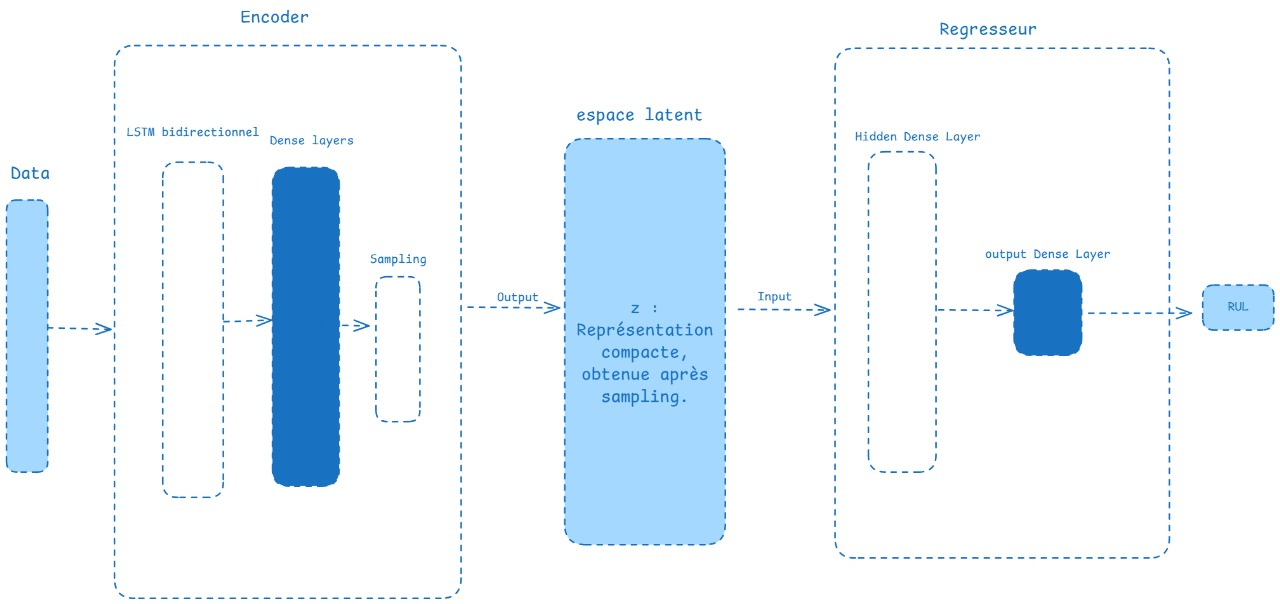 Encoder
Regresseur
espace latent
LSTM bidirectionnel
Dense layers
Hidden Dense Layer
Data
Sampling
output Dense Layer
Output
Input
z :
Représentation
compacte,
obtenue après
sampling.
RUL